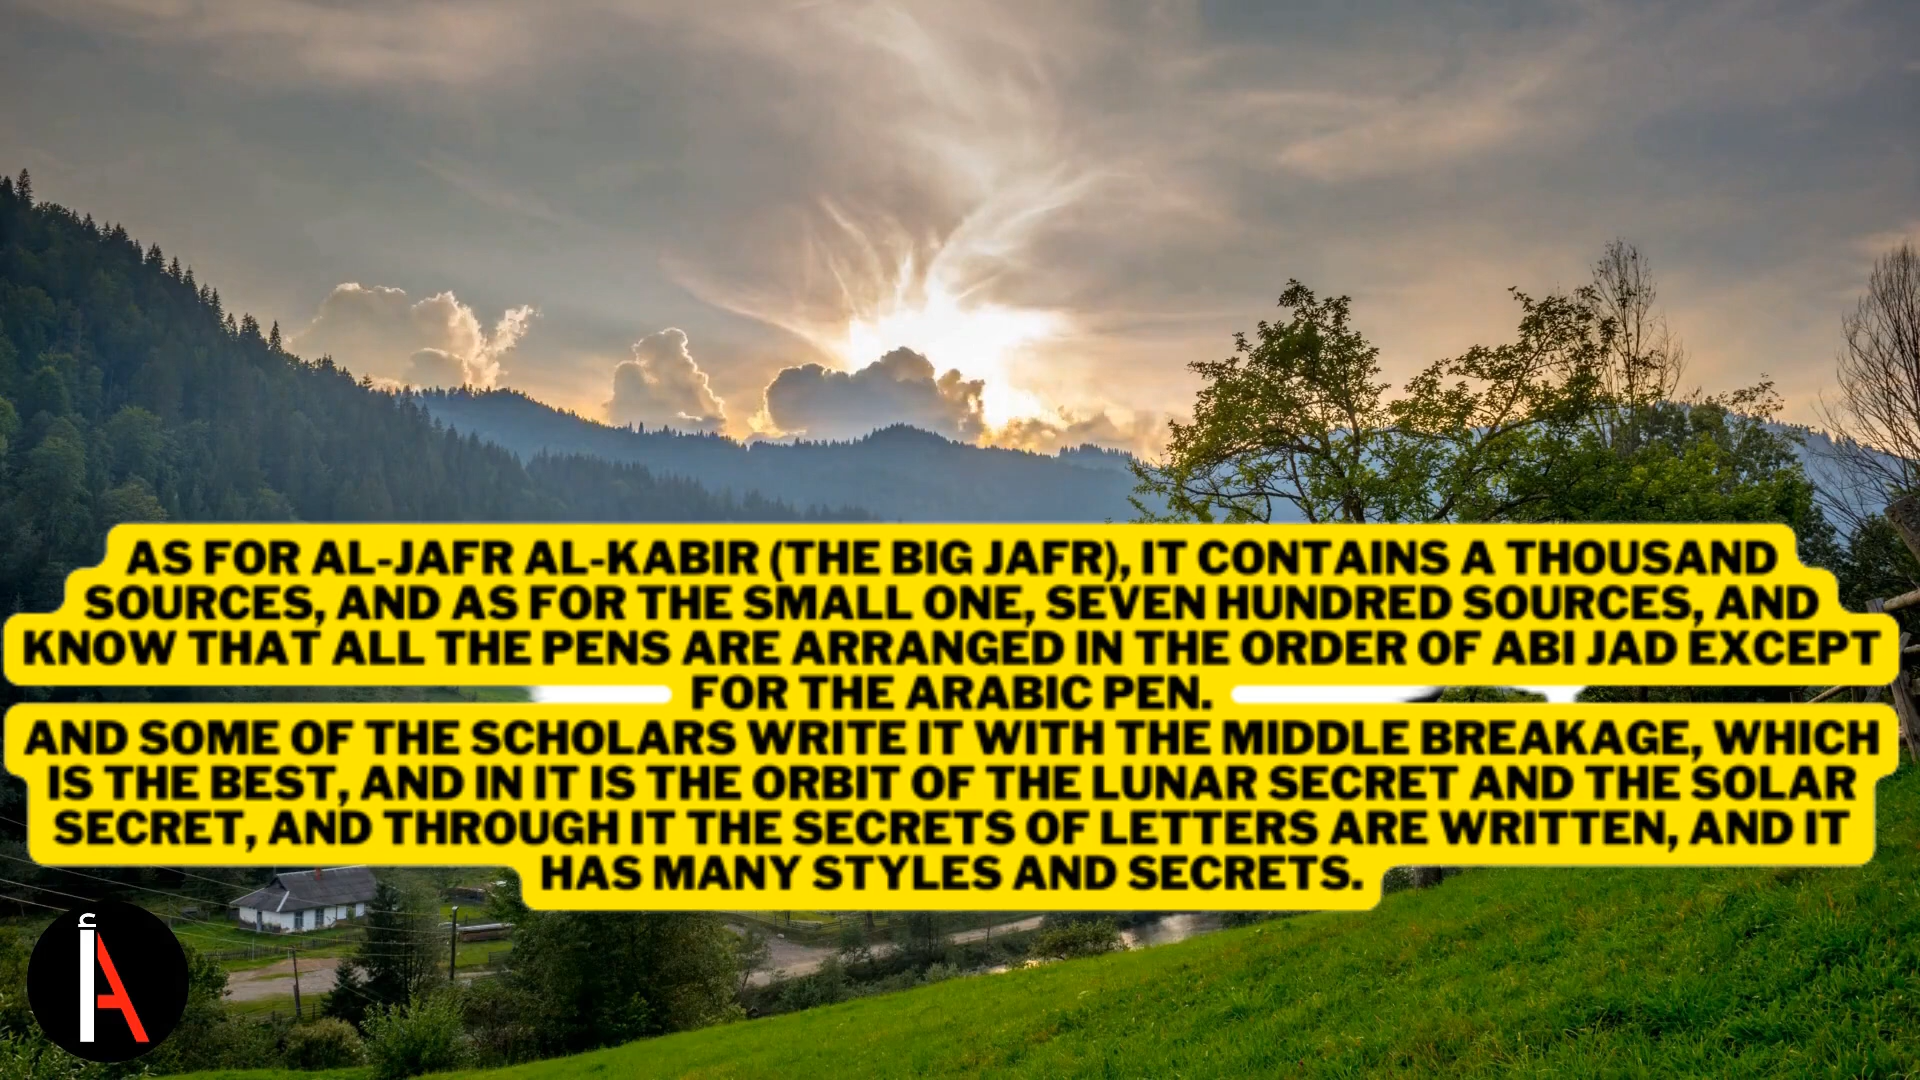 AS FOR AL-JAFR AL-KABIR (THE BIG JAFR), IT CONTAINS A THOUSAND
SOURCES, AND AS FOR THE SMALL ONE, SEVEN HUNDRED SOURCES, AND
KNOW THAT ALL THE PENS ARE ARRANGED IN THE ORDER OF ABI JAD EXCEPT
FOR THE ARABIC PEN.
AND SOME OF THE SCHOLARS WRITE IT WITH THE MIDDLE BREAKAGE, WHICH
IS THE BEST, AND IN IT IS THE ORBIT OF THE LUNAR SECRET AND THE SOLAR
SECRET, AND THROUGH IT THE SECRETS OF LETTERS ARE WRITTEN, AND IT
HAS MANY STYLES AND SECRETS.
أA